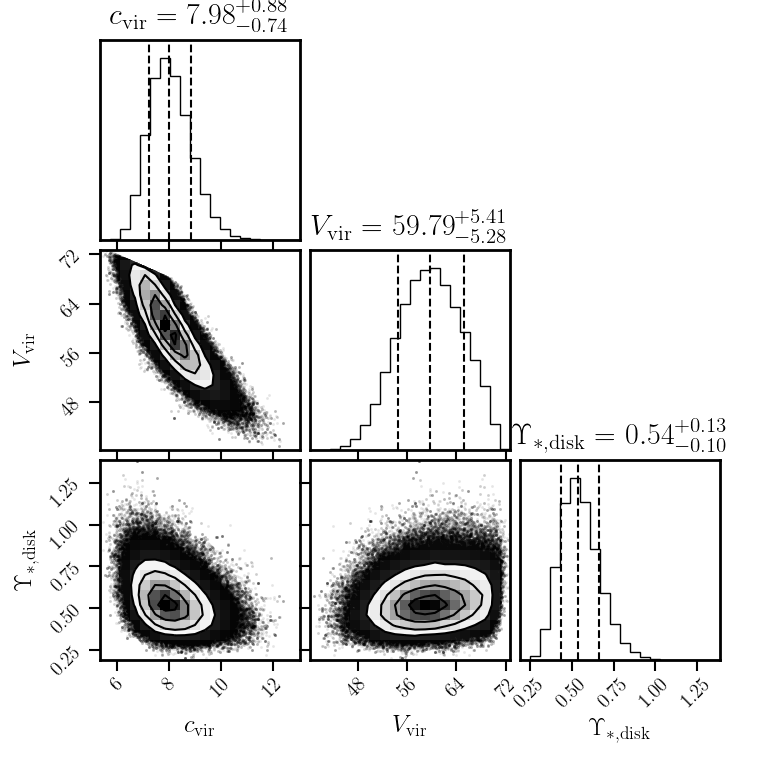 c_vir = 7.98 +0.88 −0.74
V_vir = 59.79 +5.41 −5.28
72
64
56
48
V_vir
Υ_*,disk = 0.54 +0.13 −0.10
1.25
1.00
0.75
0.50
0.25
Υ_*,disk
6 8 10 12
48 56 64 72
0.25 0.50 0.75 1.00 1.25
c_vir
V_vir
Υ_*,disk